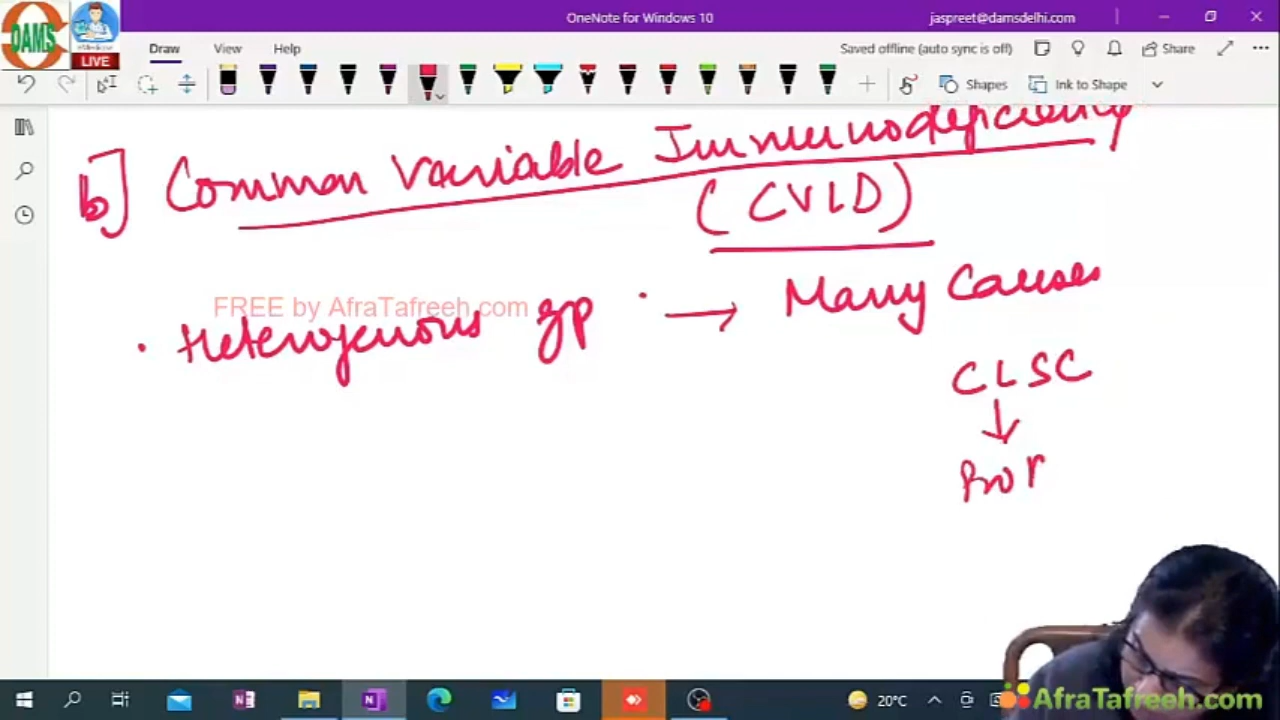 DAMS
LIVE
OneNote for Windows 10
jaspreet@damsdelhi.com
Draw
View
Help
Saved offline (auto sync is off)
Share
Shapes
Ink to Shape
b] Common Variable Immunodeficiency
(CVID)
FREE by AfraTafreeh.com
• Heterogenous gp • → Many Causes
CLSC
↓
20°C
AfraTafreeh.com